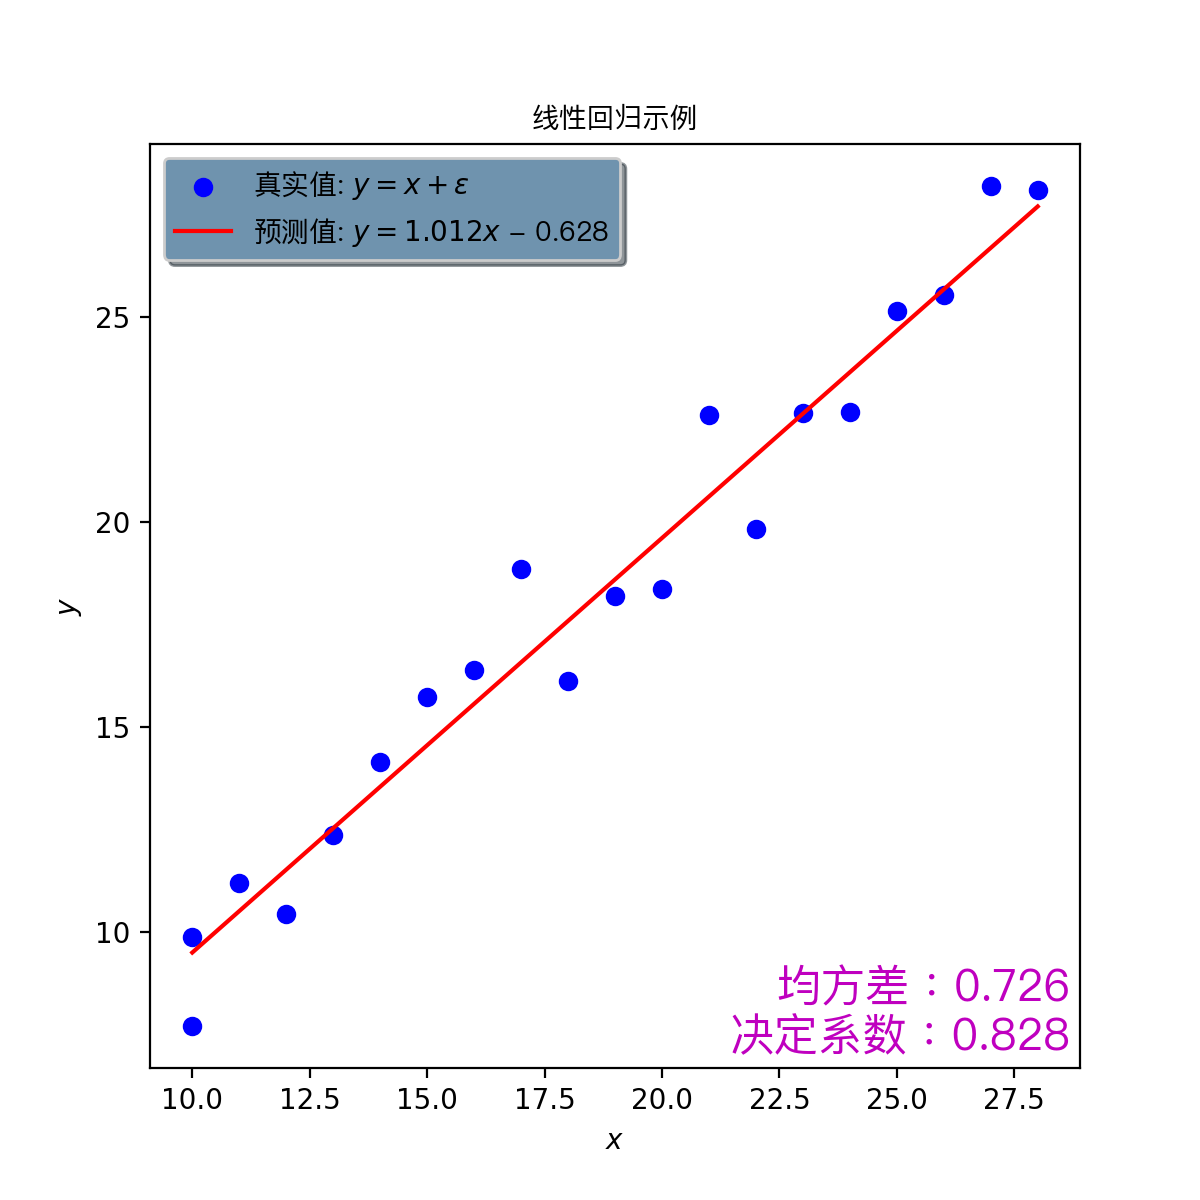 线性回归示例
真实值: y = x + ε
预测值: y = 1.012x – 0.628
25
20
15
10
y
均方差：0.726
决定系数：0.828
10.0 12.5 15.0 17.5 20.0 22.5 25.0 27.5
x